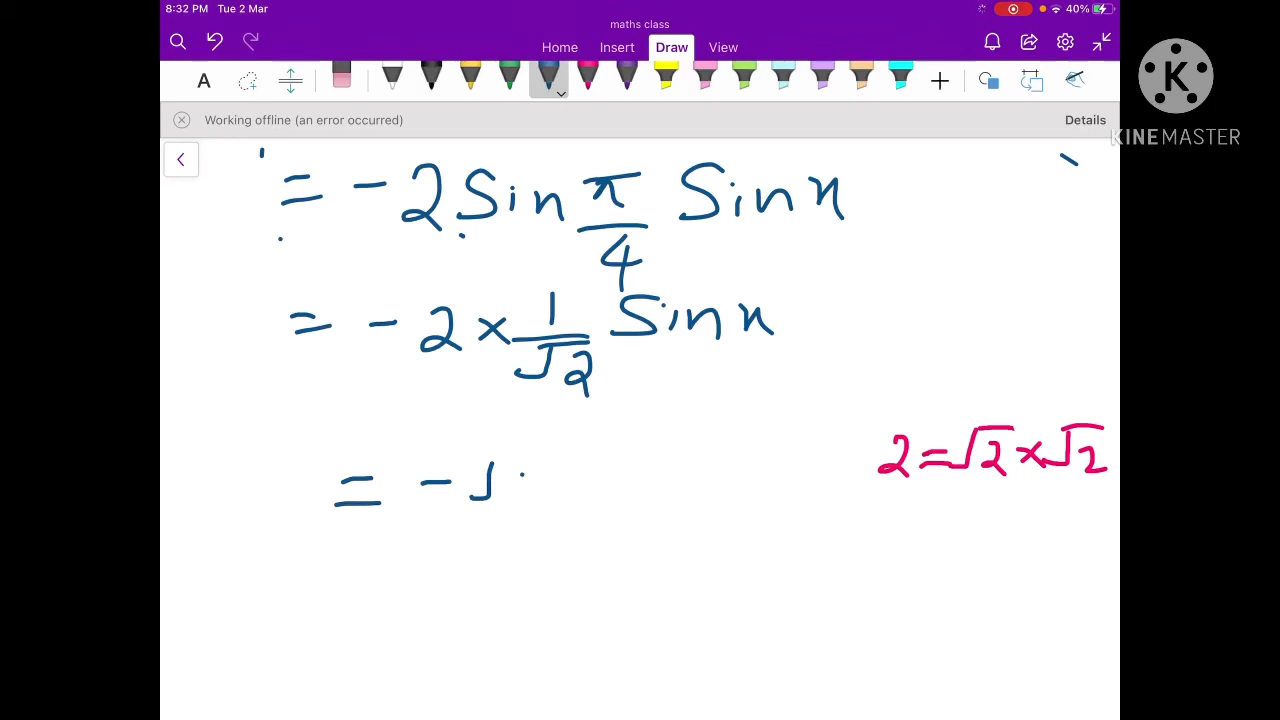 8:32 PM Tue 2 Mar
40%
maths class
Home Insert Draw View
A
Working offline (an error occurred)
Details
K
KINEMASTER
= -2 Sin π/4 Sin x
= -2 × 1/√2 Sin x
2 = √2 × √2
= -√